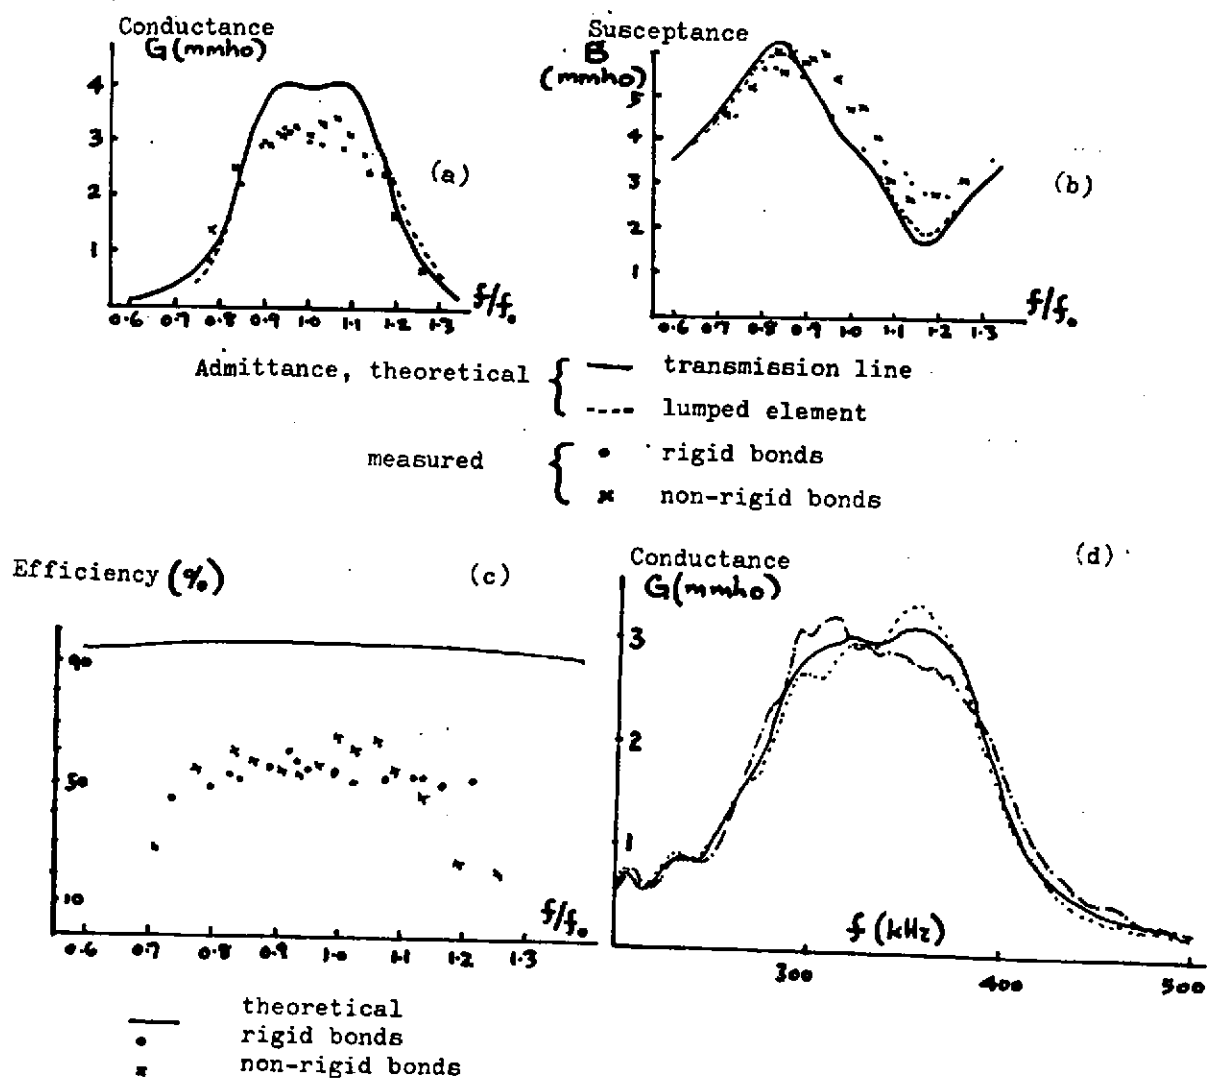 Conductance
G(mmho)
4
3
2
1
(a)
0.6 0.7 0.8 0.9 1.0 1.1 1.2 1.3
f/f₀
Susceptance
B
(mmho)
5
4
3
2
1
(b)
0.6 0.7 0.8 0.9 1.0 1.1 1.2 1.3
f/f₀
Admittance, theoretical { — transmission line
---- lumped element
measured { • rigid bonds
x non-rigid bonds
Efficiency (%)
(c)
90
50
10
0.6 0.7 0.8 0.9 1.0 1.1 1.2 1.3
f/f₀
Conductance
G(mmho)
(d)
3
2
1
f (kHz)
300 400 500
— theoretical
• rigid bonds
x non-rigid bonds